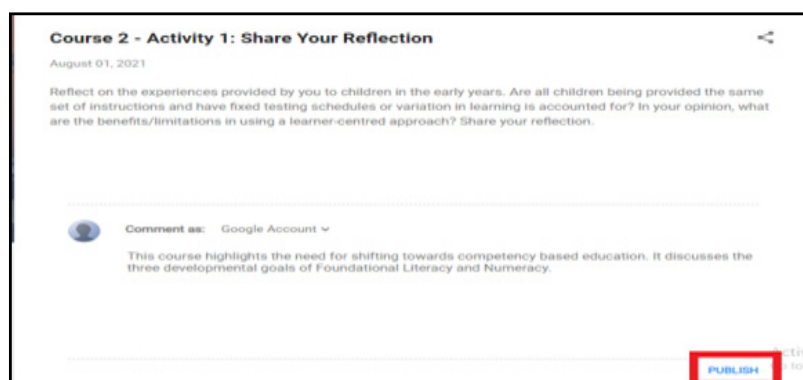 Course 2 - Activity 1: Share Your Reflection
August 01, 2021
Reflect on the experiences provided by you to children in the early years. Are all children being provided the same
set of instructions and have fixed testing schedules or variation in learning is accounted for? In your opinion, what
are the benefits/limitations in using a learner-centred approach? Share your reflection.
Comment as: Google Account
This course highlights the need for shifting towards competency based education. It discusses the
three developmental goals of Foundational Literacy and Numeracy.
PUBLISH